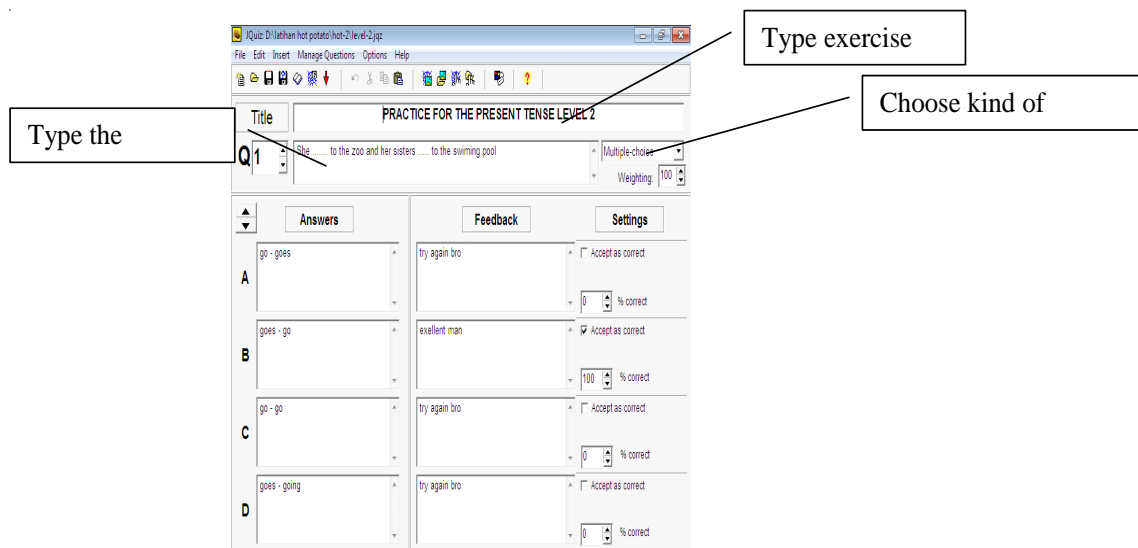 JQuiz: D:\latihan hot potato\hot-2\level-2.jqz
File Edit Insert Manage Questions Options Help
Type exercise
Choose kind of
Type the
Title
PRACTICE FOR THE PRESENT TENSE LEVEL 2
Q 1
She ....... to the zoo and her sisters ..... to the swiming pool
Multiple-choice
Weighting: 100
Answers Feedback Settings
A
go - goes
try again bro
Accept as correct
0 % correct
B
goes - go
exellent man
Accept as correct
100 % correct
C
go - go
try again bro
Accept as correct
0 % correct
D
goes - going
try again bro
Accept as correct
0 % correct